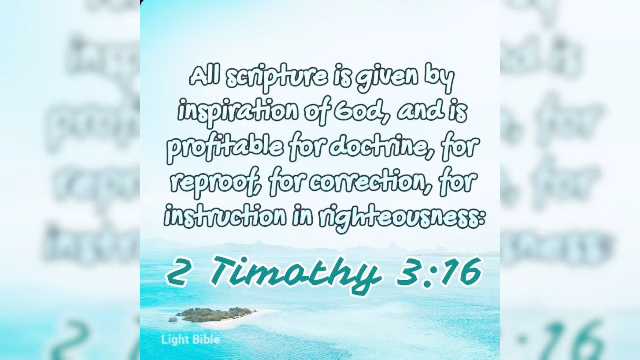 All scripture is given by
inspiration of God, and is
profitable for doctrine, for
reproof, for correction, for
instruction in righteousness:
2 Timothy 3:16
Light Bible